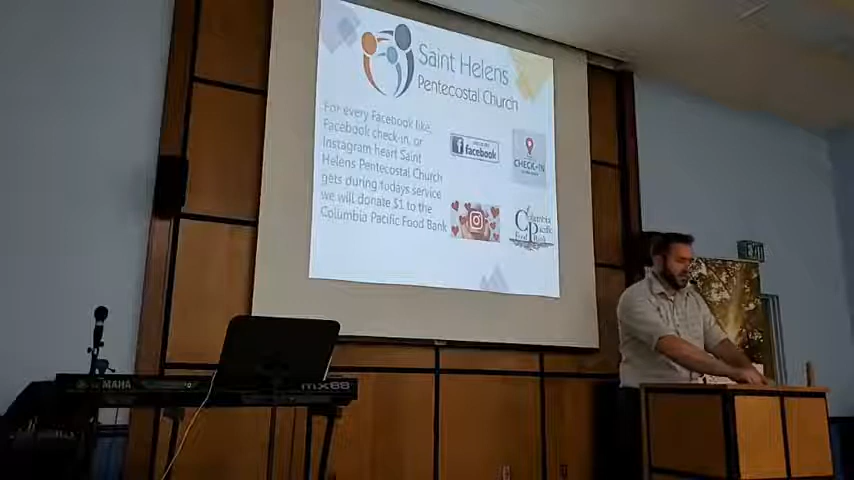 Saint Helens
Pentecostal Church
For every Facebook like,
Facebook check-in, or
Instagram heart Saint
Helens Pentecostal Church
gets during todays service
we will donate $1 to the
Columbia Pacific Food Bank
facebook
CHECK-IN
Columbia
Pacific
Food Bank
EXIT
YAMAHA
MX88